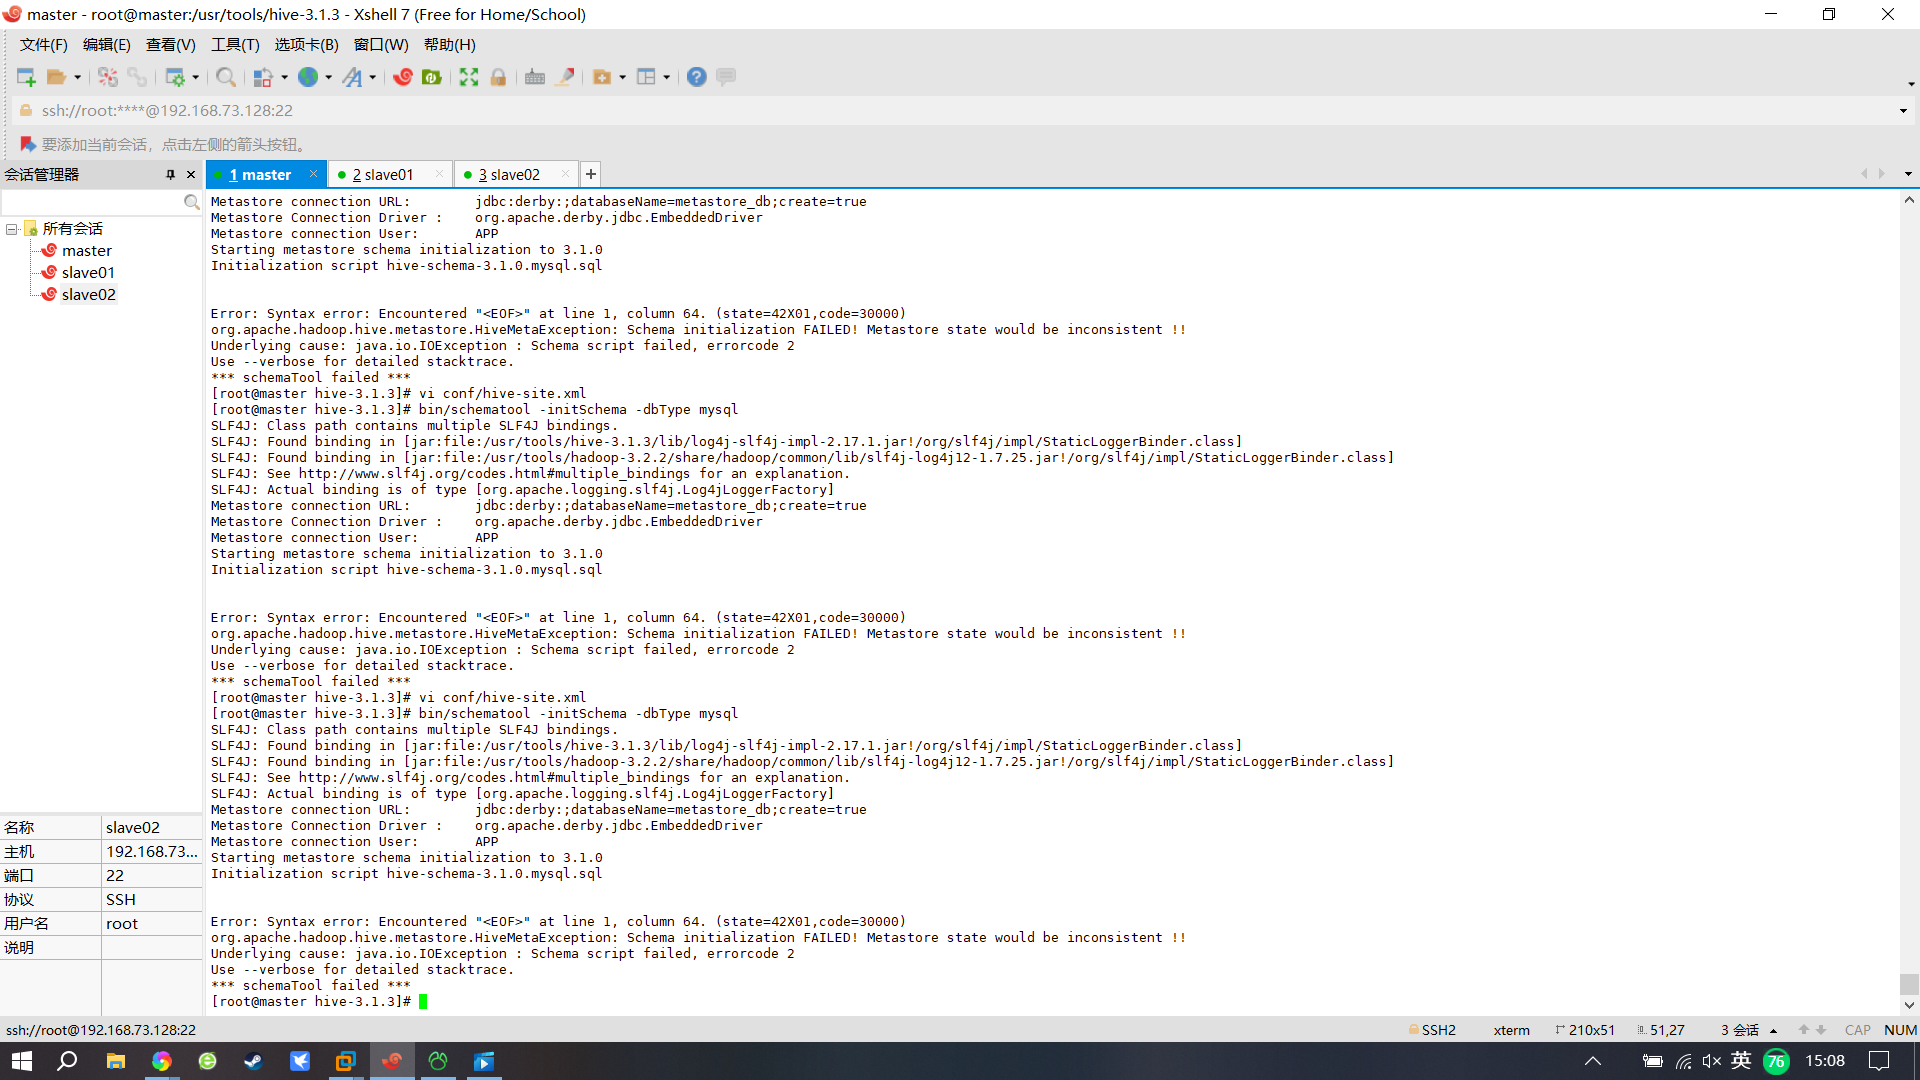 master - root@master:/usr/tools/hive-3.1.3 - Xshell 7 (Free for Home/School)
文件(F) 编辑(E) 查看(V) 工具(T) 选项卡(B) 窗口(W) 帮助(H)
ssh://root:****@192.168.73.128:22
要添加当前会话，点击左侧的箭头按钮。
会话管理器
1 master
2 slave01
3 slave02
所有会话
master
slave01
slave02
Metastore connection URL: jdbc:derby:;databaseName=metastore_db;create=true
Metastore Connection Driver : org.apache.derby.jdbc.EmbeddedDriver
Metastore connection User: APP
Starting metastore schema initialization to 3.1.0
Initialization script hive-schema-3.1.0.mysql.sql
Error: Syntax error: Encountered "<EOF>" at line 1, column 64. (state=42X01,code=30000)
org.apache.hadoop.hive.metastore.HiveMetaException: Schema initialization FAILED! Metastore state would be inconsistent !!
Underlying cause: java.io.IOException : Schema script failed, errorcode 2
Use --verbose for detailed stacktrace.
*** schemaTool failed ***
[root@master hive-3.1.3]# vi conf/hive-site.xml
[root@master hive-3.1.3]# bin/schematool -initSchema -dbType mysql
SLF4J: Class path contains multiple SLF4J bindings.
SLF4J: Found binding in [jar:file:/usr/tools/hive-3.1.3/lib/log4j-slf4j-impl-2.17.1.jar!/org/slf4j/impl/StaticLoggerBinder.class]
SLF4J: Found binding in [jar:file:/usr/tools/hadoop-3.2.2/share/hadoop/common/lib/slf4j-log4j12-1.7.25.jar!/org/slf4j/impl/StaticLoggerBinder.class]
SLF4J: See http://www.slf4j.org/codes.html#multiple_bindings for an explanation.
SLF4J: Actual binding is of type [org.apache.logging.slf4j.Log4jLoggerFactory]
Metastore connection URL: jdbc:derby:;databaseName=metastore_db;create=true
Metastore Connection Driver : org.apache.derby.jdbc.EmbeddedDriver
Metastore connection User: APP
Starting metastore schema initialization to 3.1.0
Initialization script hive-schema-3.1.0.mysql.sql
Error: Syntax error: Encountered "<EOF>" at line 1, column 64. (state=42X01,code=30000)
org.apache.hadoop.hive.metastore.HiveMetaException: Schema initialization FAILED! Metastore state would be inconsistent !!
Underlying cause: java.io.IOException : Schema script failed, errorcode 2
Use --verbose for detailed stacktrace.
*** schemaTool failed ***
[root@master hive-3.1.3]# vi conf/hive-site.xml
[root@master hive-3.1.3]# bin/schematool -initSchema -dbType mysql
SLF4J: Class path contains multiple SLF4J bindings.
SLF4J: Found binding in [jar:file:/usr/tools/hive-3.1.3/lib/log4j-slf4j-impl-2.17.1.jar!/org/slf4j/impl/StaticLoggerBinder.class]
SLF4J: Found binding in [jar:file:/usr/tools/hadoop-3.2.2/share/hadoop/common/lib/slf4j-log4j12-1.7.25.jar!/org/slf4j/impl/StaticLoggerBinder.class]
SLF4J: See http://www.slf4j.org/codes.html#multiple_bindings for an explanation.
SLF4J: Actual binding is of type [org.apache.logging.slf4j.Log4jLoggerFactory]
Metastore connection URL: jdbc:derby:;databaseName=metastore_db;create=true
Metastore Connection Driver : org.apache.derby.jdbc.EmbeddedDriver
Metastore connection User: APP
Starting metastore schema initialization to 3.1.0
Initialization script hive-schema-3.1.0.mysql.sql
Error: Syntax error: Encountered "<EOF>" at line 1, column 64. (state=42X01,code=30000)
org.apache.hadoop.hive.metastore.HiveMetaException: Schema initialization FAILED! Metastore state would be inconsistent !!
Underlying cause: java.io.IOException : Schema script failed, errorcode 2
Use --verbose for detailed stacktrace.
*** schemaTool failed ***
[root@master hive-3.1.3]#
名称 slave02
主机 192.168.73...
端口 22
协议 SSH
用户名 root
说明
ssh://root@192.168.73.128:22 SSH2 xterm 210x51 51,27 3 会话 CAP NUM
英 76 15:08